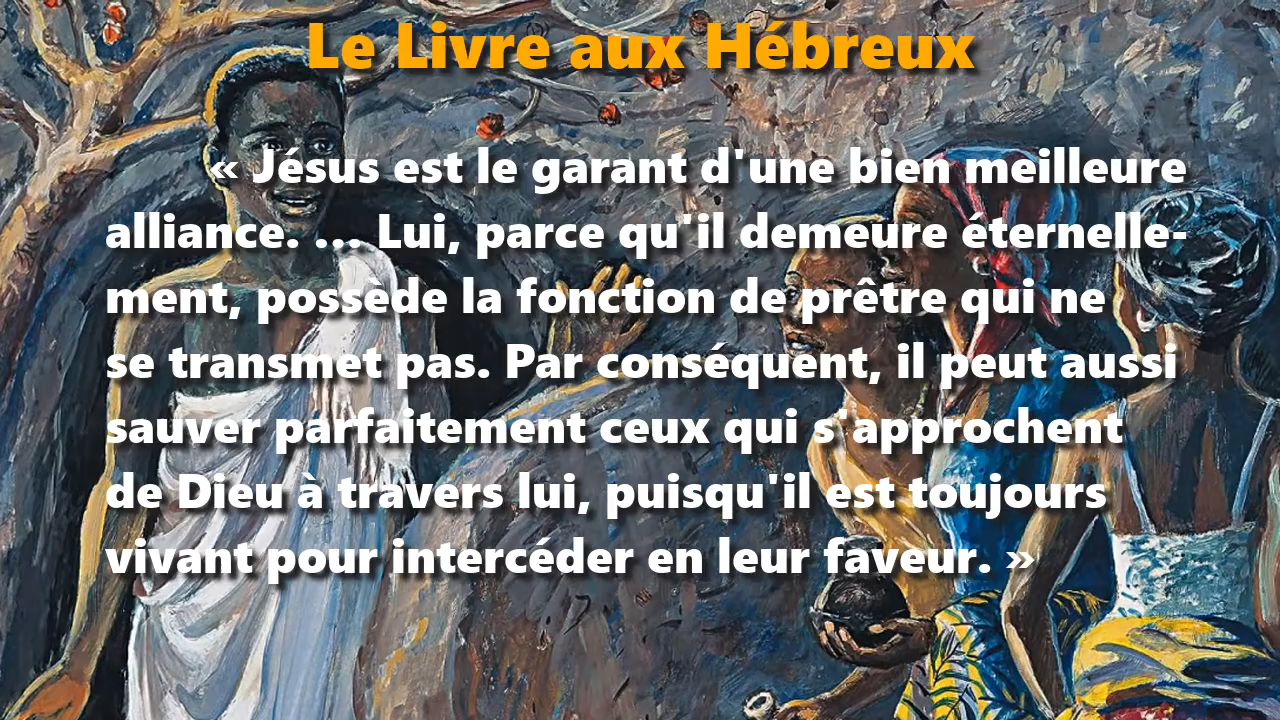 Le Livre aux Hébreux
« Jésus est le garant d'une bien meilleure
alliance. ... Lui, parce qu'il demeure éternelle-
ment, possède la fonction de prêtre qui ne
se transmet pas. Par conséquent, il peut aussi
sauver parfaitement ceux qui s'approchent
de Dieu à travers lui, puisqu'il est toujours
vivant pour intercéder en leur faveur. »